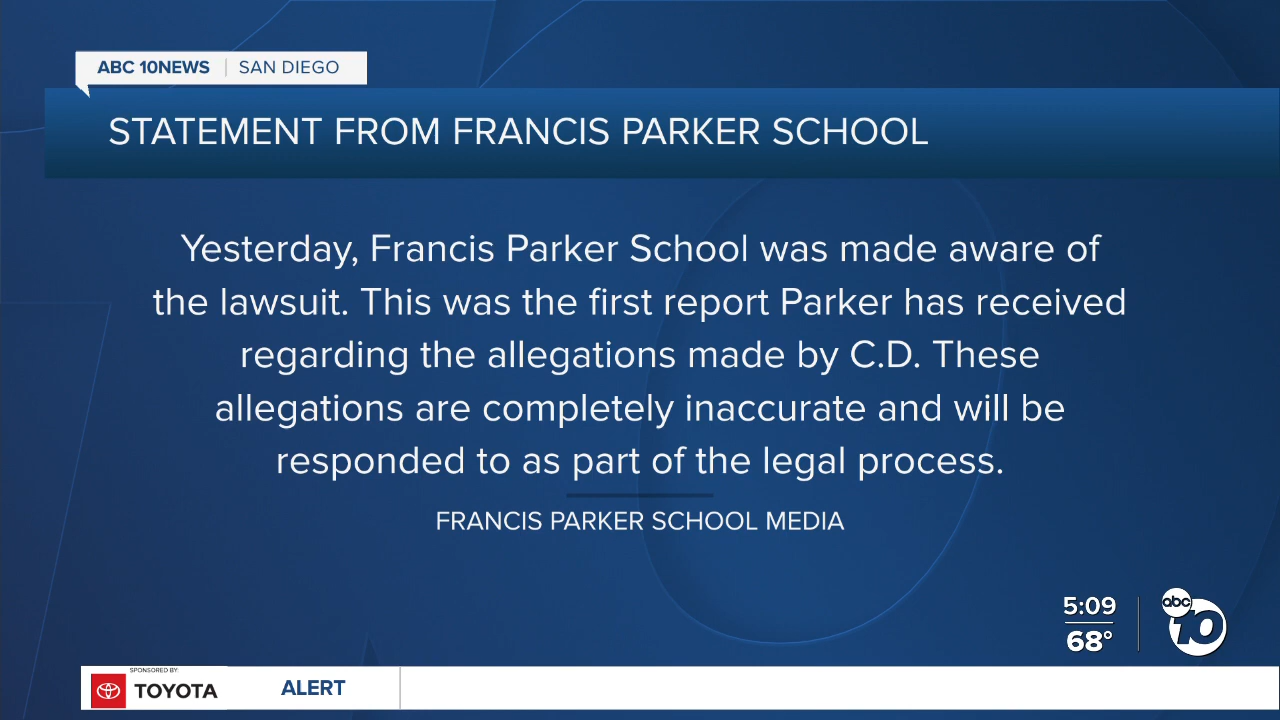 ABC 10NEWS | SAN DIEGO
STATEMENT FROM FRANCIS PARKER SCHOOL
Yesterday, Francis Parker School was made aware of
the lawsuit. This was the first report Parker has received
regarding the allegations made by C.D. These
allegations are completely inaccurate and will be
responded to as part of the legal process.
FRANCIS PARKER SCHOOL MEDIA
5:09
68°
abc
10
SPONSORED BY:
TOYOTA
ALERT